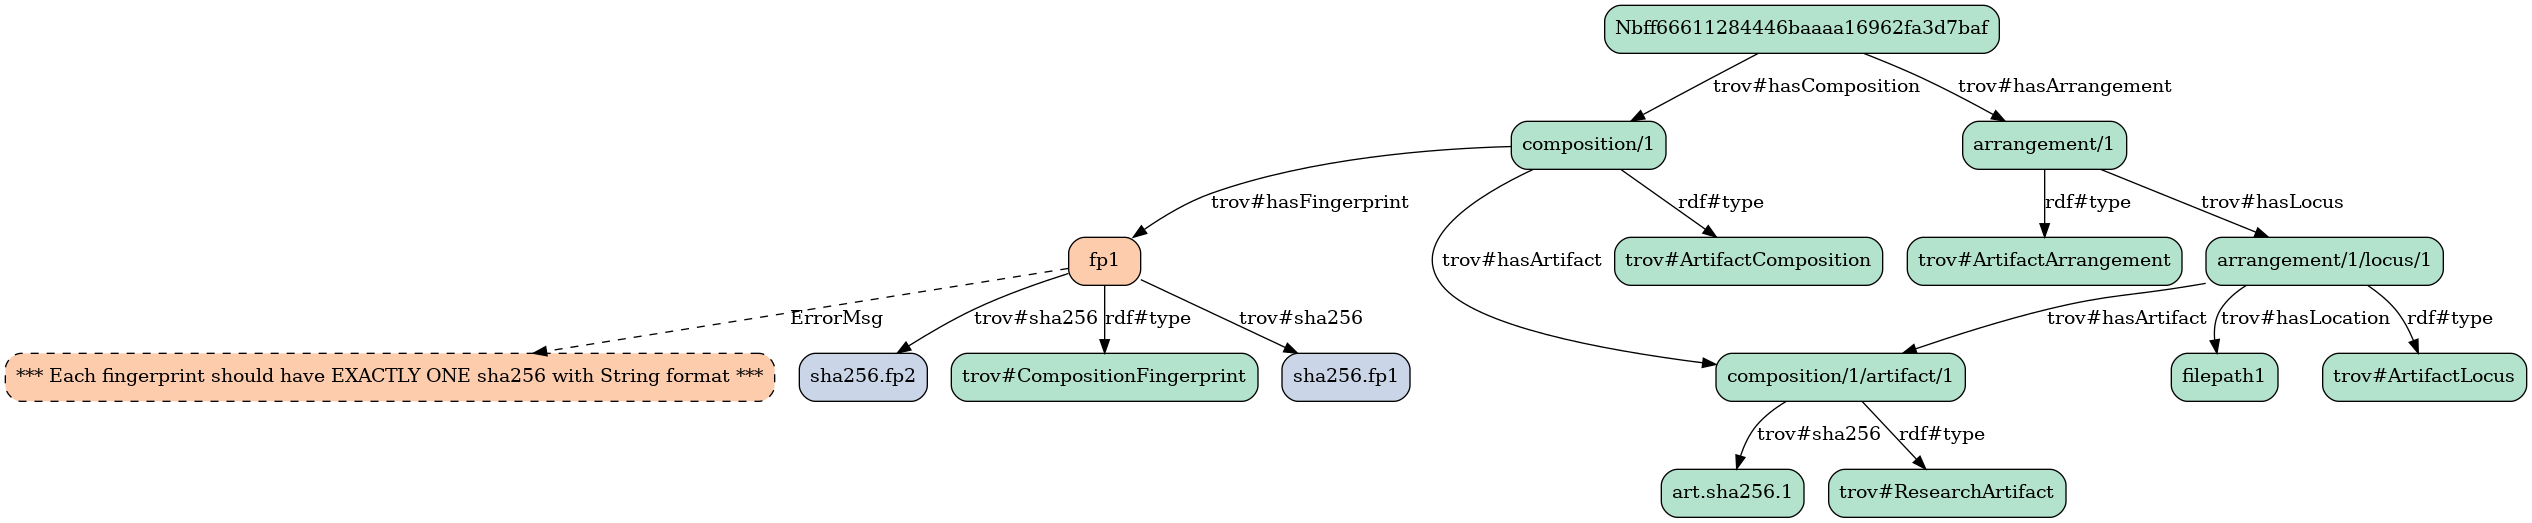 Nbff66611284446baaaa16962fa3d7baf
trov#hasComposition
trov#hasArrangement
composition/1
arrangement/1
trov#hasFingerprint
rdf#type
rdf#type
trov#hasLocus
fp1
trov#hasArtifact
trov#ArtifactComposition
trov#ArtifactArrangement
arrangement/1/locus/1
ErrorMsg
trov#sha256
rdf#type
trov#sha256
trov#hasArtifact
trov#hasLocation
rdf#type
*** Each fingerprint should have EXACTLY ONE sha256 with String format ***
sha256.fp2
trov#CompositionFingerprint
sha256.fp1
composition/1/artifact/1
filepath1
trov#ArtifactLocus
trov#sha256
rdf#type
art.sha256.1
trov#ResearchArtifact